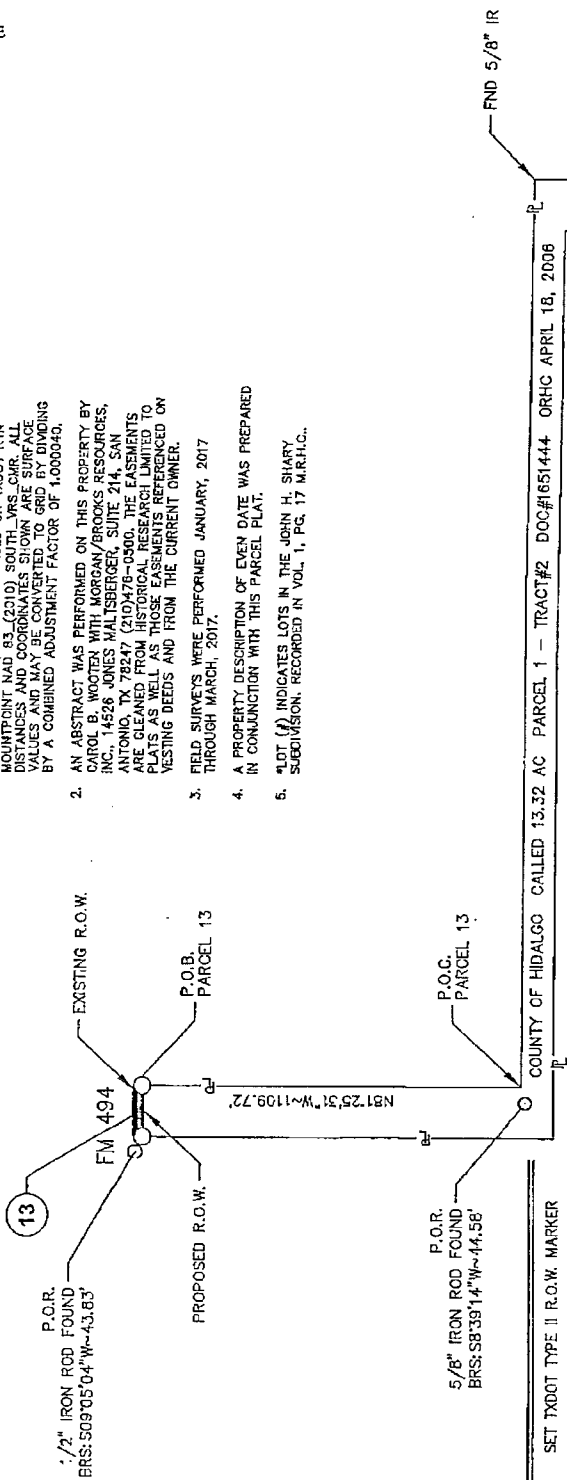 MOUNTPOINT NAD 83_(2010) SOUTH_VRS_CMR. ALL
DISTANCES AND COORDINATES SHOWN ARE SURFACE
VALUES AND MAY BE CONVERTED TO GRID BY DIVIDING
BY A COMBINED ADJUSTMENT FACTOR OF 1.000040.
2. AN ABSTRACT WAS PERFORMED ON THIS PROPERTY BY
CAROL B. WOOTEN WITH MORGAN/BROOKS RESOURCES,
INC., 14526 JONES MALTSBERGER, SUITE 214, SAN
ANTONIO, TX 78247 (210)478-0500. THE EASEMENTS
ARE GLEANED FROM HISTORICAL RESEARCH LIMITED TO
PLATS AS WELL AS THOSE EASEMENTS REFERENCED ON
VESTING DEEDS AND FROM THE CURRENT OWNER.
3. FIELD SURVEYS WERE PERFORMED JANUARY, 2017
THROUGH MARCH, 2017.
4. A PROPERTY DESCRIPTION OF EVEN DATE WAS PREPARED
IN CONJUNCTION WITH THIS PARCEL PLAT.
5. *LOT (#) INDICATES LOTS IN THE JOHN H. SHARY
SUBDIVISION. RECORDED IN VOL. 1, PG. 17 M.R.H.C..
13
P.O.R.
1/2" IRON ROD FOUND
BRS: S09°05'04"W~43.83'
FM 494
EXISTING R.O.W.
P.O.B.
PARCEL 13
PROPOSED R.O.W.
N81°25'31"W~1109.72'
P.O.C.
PARCEL 13
P.O.R.
5/8" IRON ROD FOUND
BRS: S8°39'14"W~44.58'
FND 5/8" IR
COUNTY OF HIDALGO CALLED 13.32 AC PARCEL 1 - TRACT#2 DOC#1651444 ORHC APRIL 18, 2006
SET TXDOT TYPE II R.O.W. MARKER